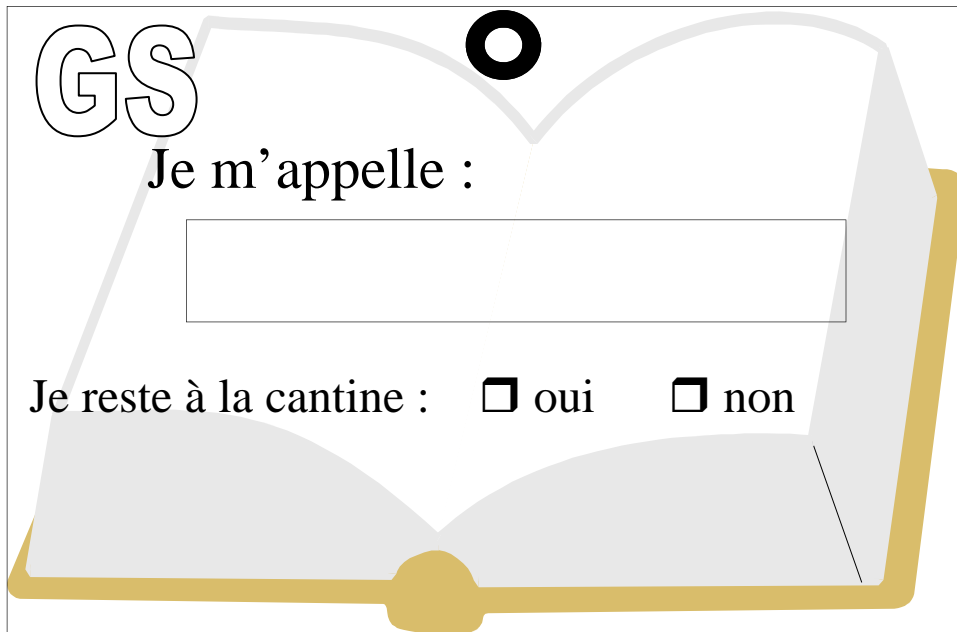 GS
Je m’appelle :
Je reste à la cantine : ❒ oui ❒ non